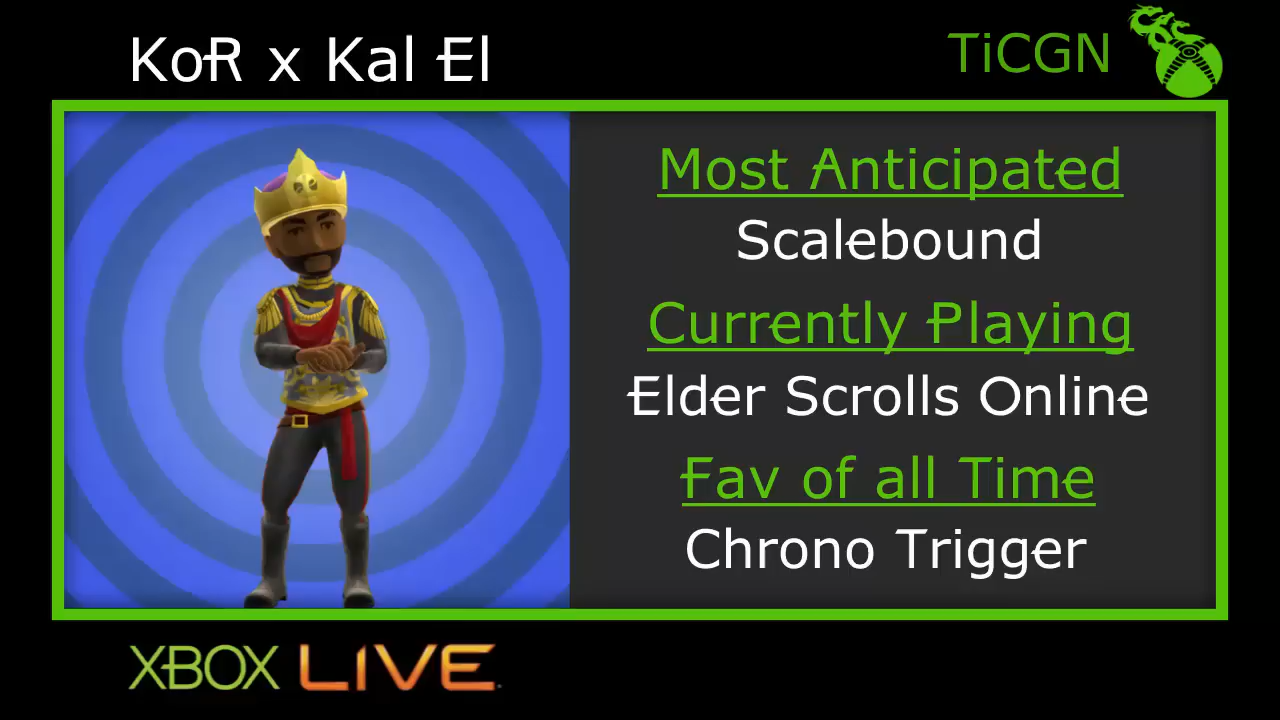 KoR x Kal El
TiCGN
Most Anticipated
Scalebound
Currently Playing
Elder Scrolls Online
Fav of all Time
Chrono Trigger
XBOX LIVE